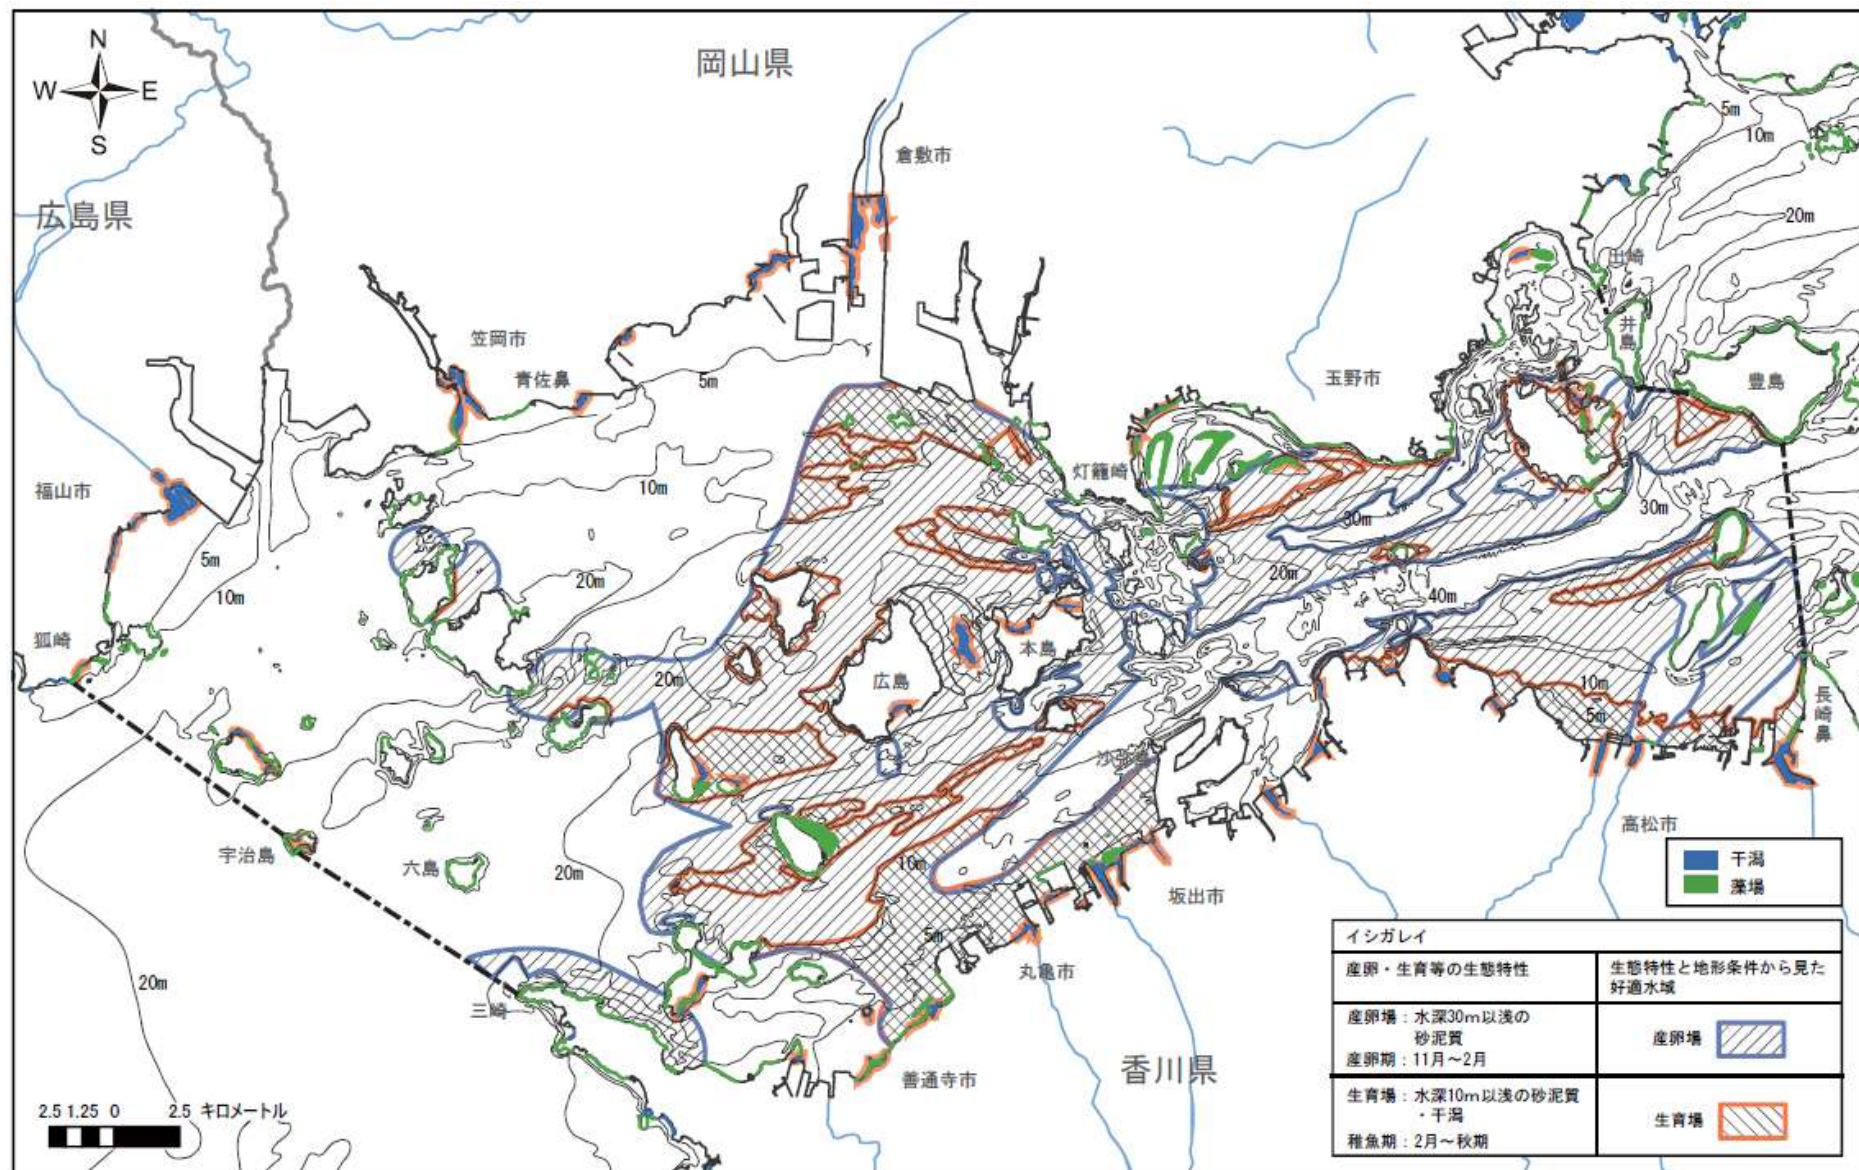 N
W E
S
岡山県
倉敷市
5m
10m
20m
広島県
出崎
井島
豊島
笠岡市
青佐鼻
5m
玉野市
福山市
10m
灯籠崎
30m
30m
5m
20m
20m
10m
40m
狐崎
本島
広島
20m
10m
5m
長崎鼻
沙弥島
高松市
宇治島
六島
20m
10m
坂出市
5m
丸亀市
20m
三崎
善通寺市
香川県
干潟
藻場
イシガレイ
産卵・生育等の生態特性
生態特性と地形条件から見た
好適水域
産卵場:水深30m以浅の
砂泥質
産卵期:11月~2月
産卵場
生育場:水深10m以浅の砂泥質
・干潟
稚魚期:2月~秋期
生育場
2.5 1.25 0 2.5 キロメートル